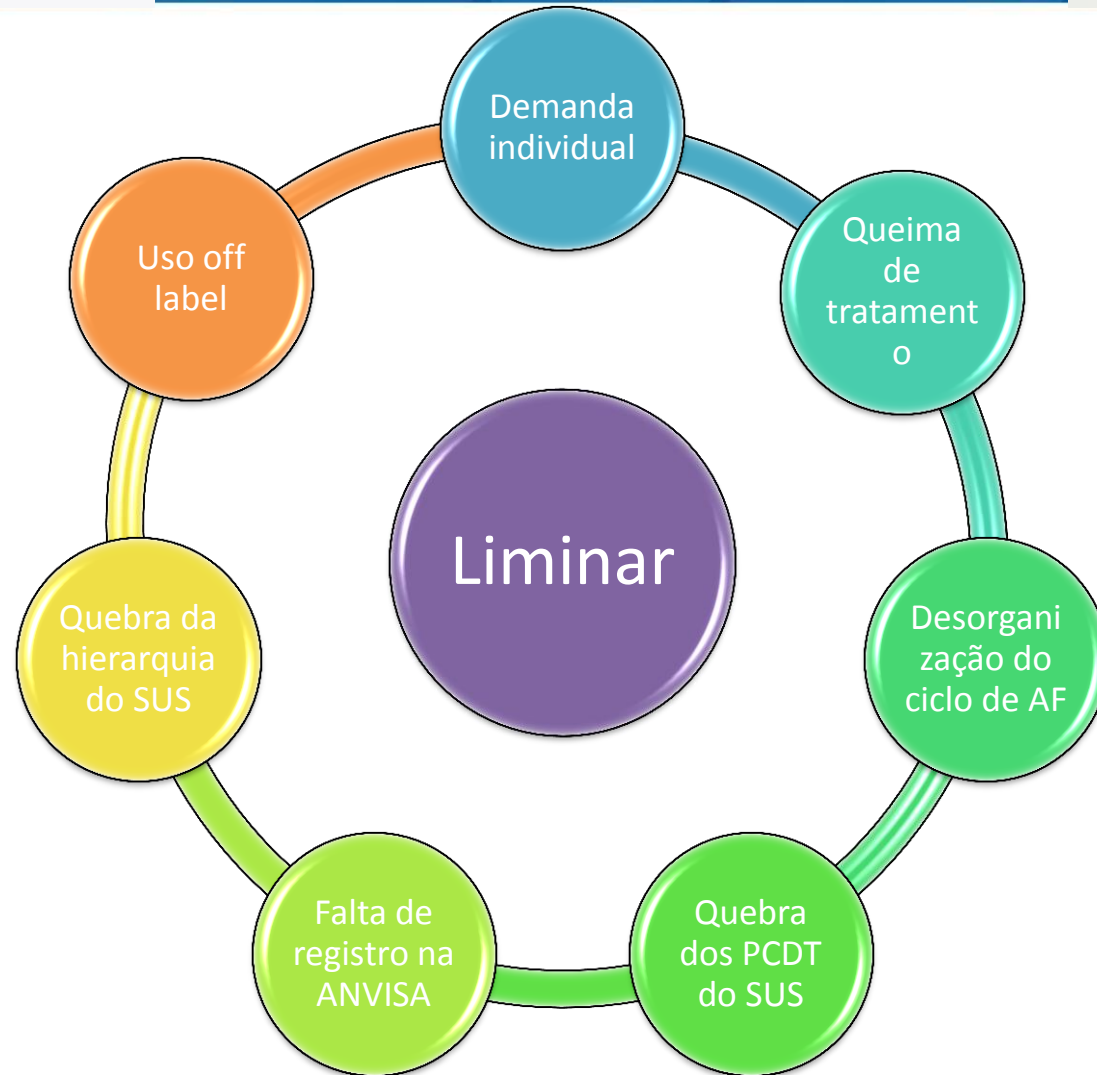 Demanda
individual
Queima
de
tratament
o
Desorgani
zação do
ciclo de AF
Quebra
dos PCDT
do SUS
Falta de
registro na
ANVISA
Quebra da
hierarquia
do SUS
Uso off
label
Liminar